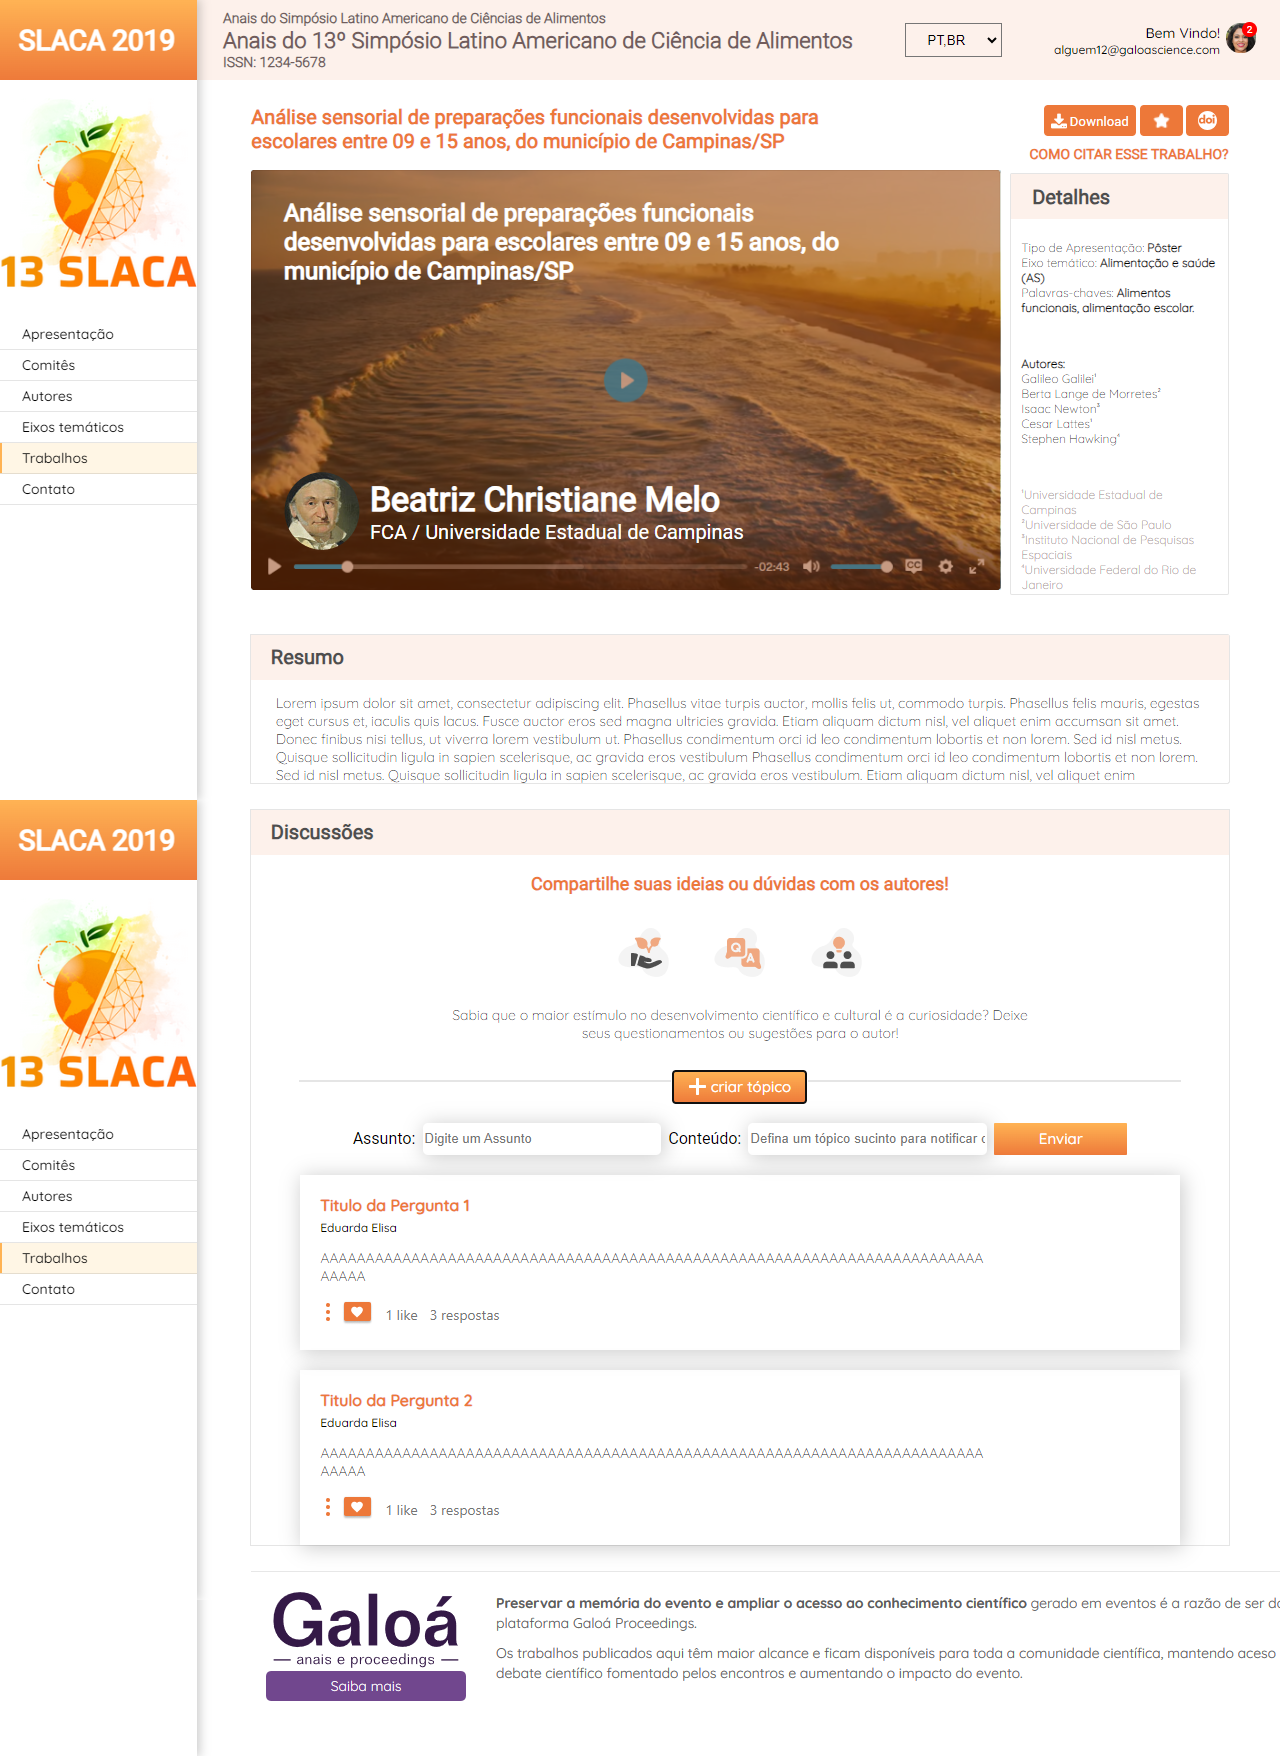 SLACA 2019
Anais do Simpósio Latino Americano de Ciências de Alimentos
Anais do 13º Simpósio Latino Americano de Ciência de Alimentos
ISSN: 1234-5678
PT,BR
Bem Vindo!
alguem12@galoascience.com
2
13 SLACA
Apresentação
Comitês
Autores
Eixos temáticos
Trabalhos
Contato
Análise sensorial de preparações funcionais desenvolvidas para
escolares entre 09 e 15 anos, do município de Campinas/SP
Download
doi
COMO CITAR ESSE TRABALHO?
Análise sensorial de preparações funcionais
desenvolvidas para escolares entre 09 e 15 anos, do
município de Campinas/SP
Beatriz Christiane Melo
FCA / Universidade Estadual de Campinas
-02:43
CC
Detalhes
Tipo de Apresentação: Pôster
Eixo temático: Alimentação e saúde
(AS)
Palavras-chaves: Alimentos
funcionais, alimentação escolar.
Autores:
Galileo Galilei¹
Berta Lange de Morretes²
Isaac Newton³
Cesar Lattes¹
Stephen Hawking⁴
¹Universidade Estadual de
Campinas
²Universidade de São Paulo
³Instituto Nacional de Pesquisas
Espaciais
⁴Universidade Federal do Rio de
Janeiro
Resumo
Lorem ipsum dolor sit amet, consectetur adipiscing elit. Phasellus vitae turpis auctor, mollis felis ut, commodo turpis. Phasellus felis mauris, egestas
eget cursus et, iaculis quis lacus. Fusce auctor eros sed magna ultricies gravida. Etiam aliquam dictum nisl, vel aliquet enim accumsan sit amet.
Donec finibus nisi tellus, ut viverra lorem vestibulum ut. Phasellus condimentum orci id leo condimentum lobortis et non lorem. Sed id nisl metus.
Quisque sollicitudin ligula in sapien scelerisque, ac gravida eros vestibulum Phasellus condimentum orci id leo condimentum lobortis et non lorem.
Sed id nisl metus. Quisque sollicitudin ligula in sapien scelerisque, ac gravida eros vestibulum. Etiam aliquam dictum nisl, vel aliquet enim
SLACA 2019
13 SLACA
Apresentação
Comitês
Autores
Eixos temáticos
Trabalhos
Contato
Discussões
Compartilhe suas ideias ou dúvidas com os autores!
Q
A
Sabia que o maior estímulo no desenvolvimento científico e cultural é a curiosidade? Deixe
seus questionamentos ou sugestões para o autor!
criar tópico
Assunto: Digite um Assunto Conteúdo: Defina um tópico sucinto para notificar Enviar
Titulo da Pergunta 1
Eduarda Elisa
AAAAAAAAAAAAAAAAAAAAAAAAAAAAAAAAAAAAAAAAAAAAAAAAAAAAAAAAAAAAAAAAAAAAAAAAA
AAAAA
1 like 3 respostas
Titulo da Pergunta 2
Eduarda Elisa
AAAAAAAAAAAAAAAAAAAAAAAAAAAAAAAAAAAAAAAAAAAAAAAAAAAAAAAAAAAAAAAAAAAAAAAAA
AAAAA
1 like 3 respostas
Galoá
anais e proceedings
Saiba mais
Preservar a memória do evento e ampliar o acesso ao conhecimento científico gerado em eventos é a razão de ser
plataforma Galoá Proceedings.
Os trabalhos publicados aqui têm maior alcance e ficam disponíveis para toda a comunidade científica, mantendo aceso
debate científico fomentado pelos encontros e aumentando o impacto do evento.